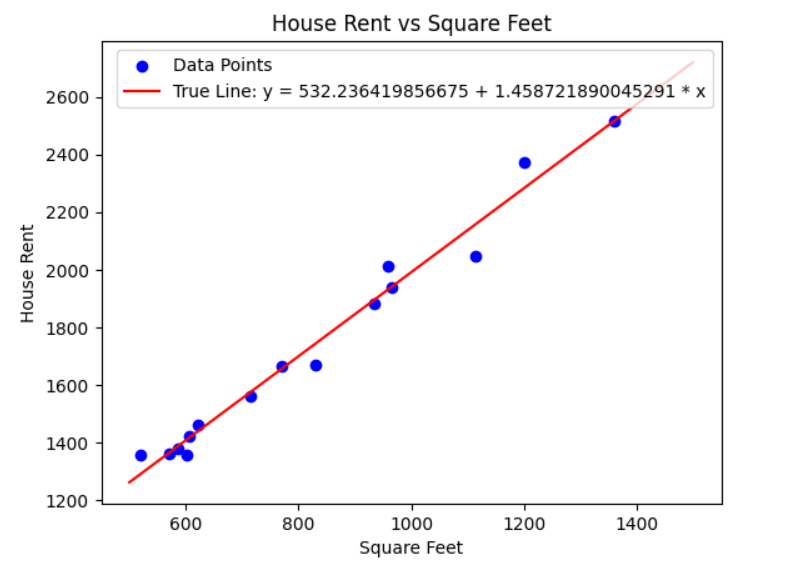 House Rent vs Square Feet
Data Points
True Line: y = 532.236419856675 + 1.458721890045291 * x
2600
2400
2200
2000
1800
1600
1400
1200
House Rent
600 800 1000 1200 1400
Square Feet